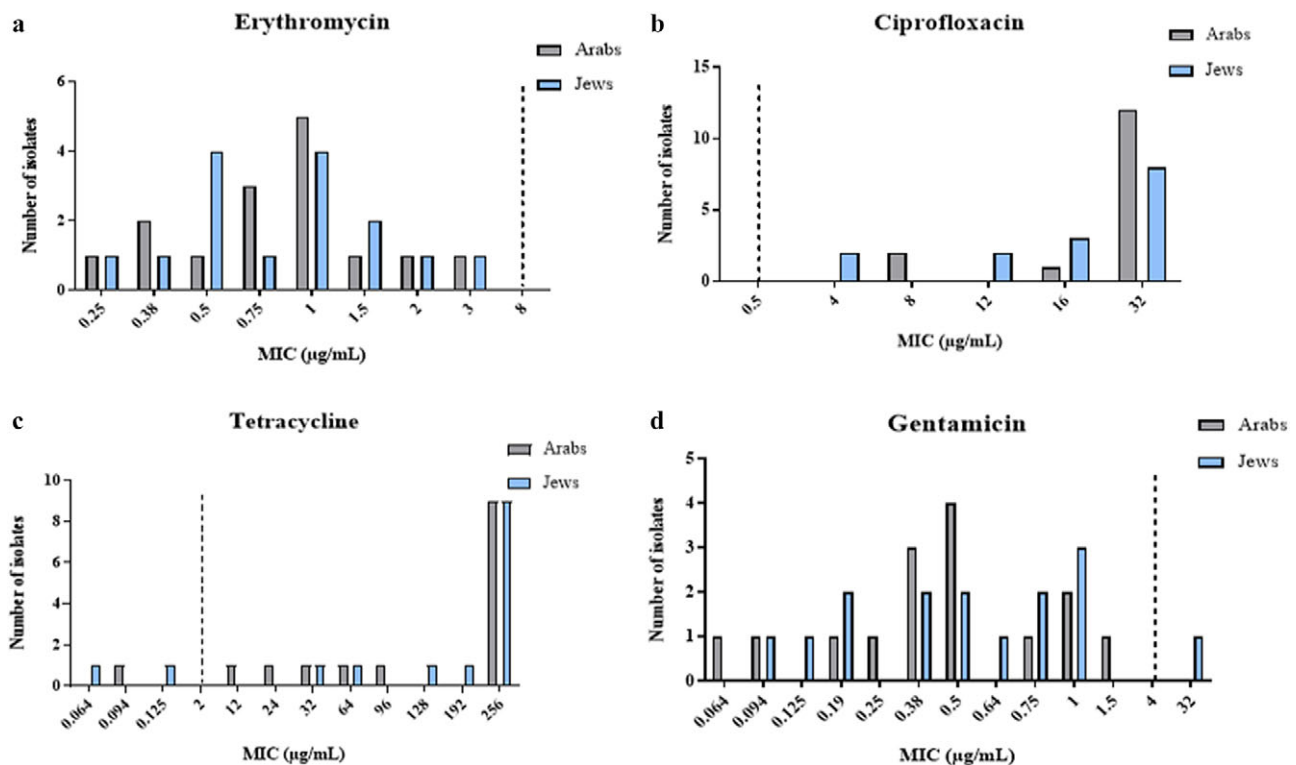 a
Erythromycin
Arabs
Jews
Number of isolates
6
4
2
0
0.25 0.38 0.5 0.75 1 1.5 2 3 8
MIC (µg/mL)
b
Ciprofloxacin
Arabs
Jews
Number of isolates
15
10
5
0
0.5 4 8 12 16 32
MIC (µg/mL)
c
Tetracycline
Arabs
Jews
Number of isolates
10
8
6
4
2
0
0.064 0.094 0.125 2 12 24 32 64 96 128 192 256
MIC (µg/mL)
d
Gentamicin
Arabs
Jews
Number of isolates
5
4
3
2
1
0
0.064 0.094 0.125 0.19 0.25 0.38 0.5 0.64 0.75 1 1.5 4 32
MIC (µg/mL)